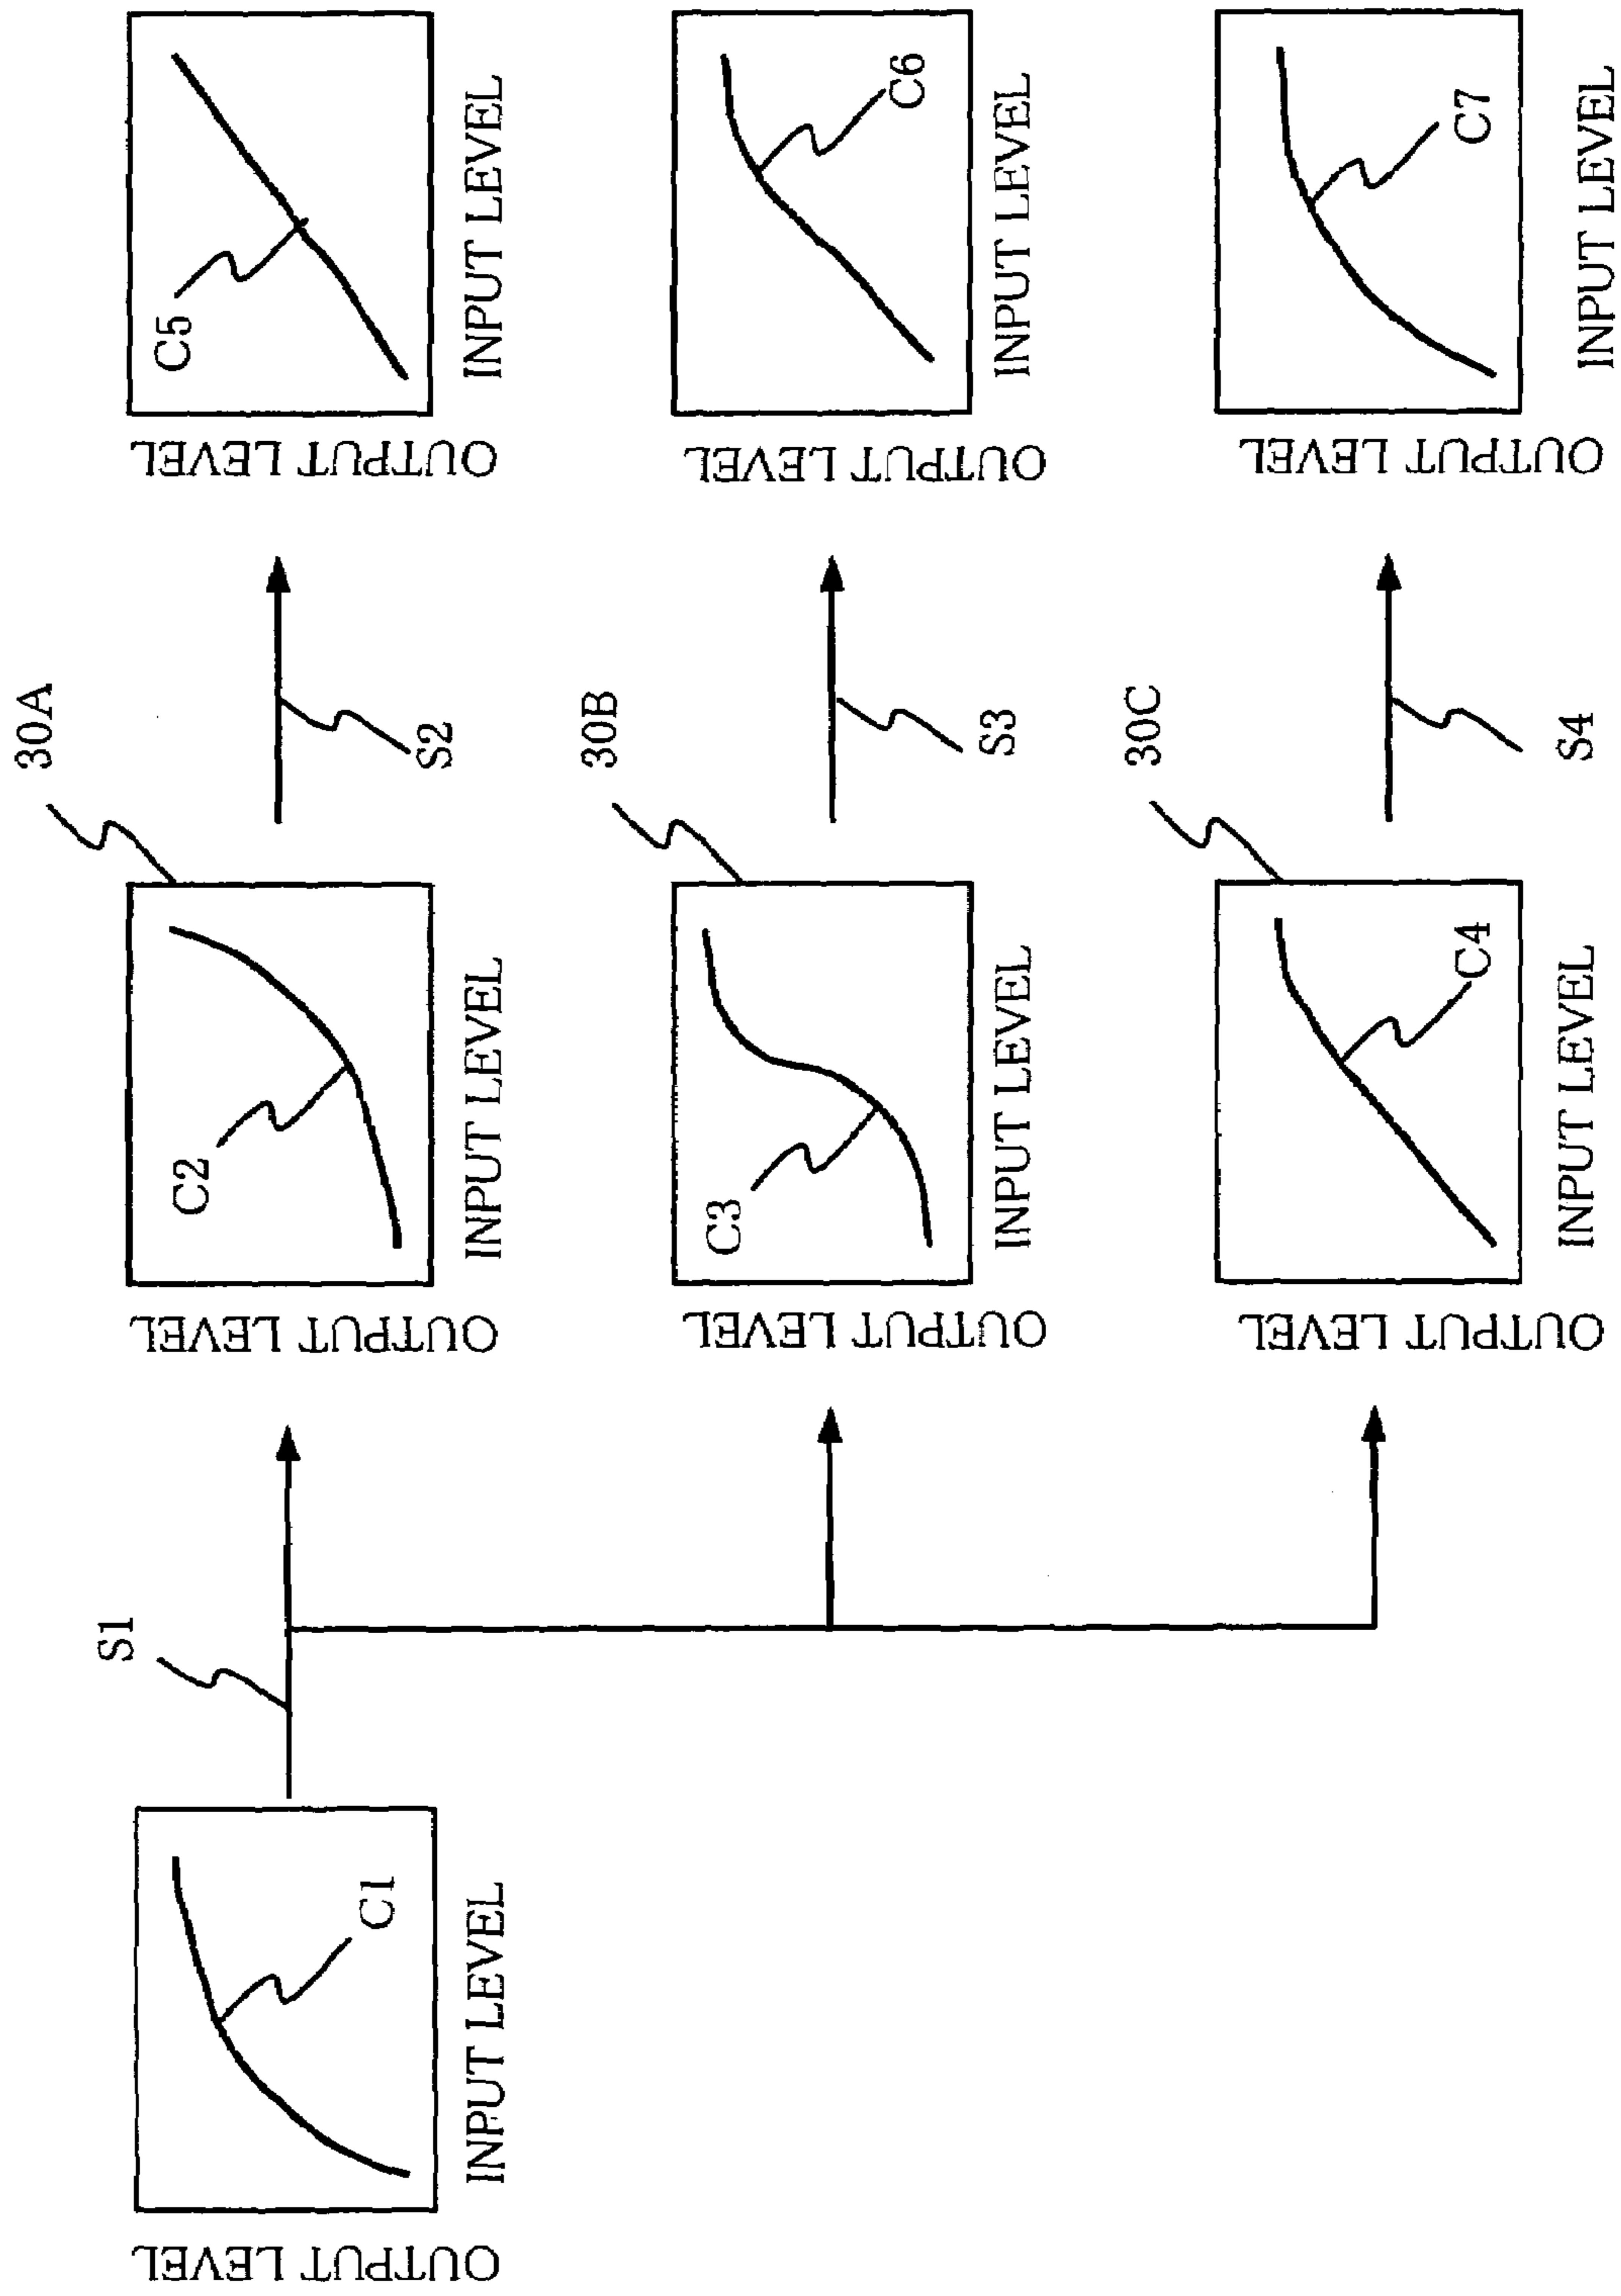 OUTPUT LEVEL
C1
INPUT LEVEL
S1
30A
OUTPUT LEVEL
C2
INPUT LEVEL
S2
OUTPUT LEVEL
C5
INPUT LEVEL
30B
OUTPUT LEVEL
C3
INPUT LEVEL
S3
OUTPUT LEVEL
C6
INPUT LEVEL
30C
OUTPUT LEVEL
C4
INPUT LEVEL
S4
OUTPUT LEVEL
C7
INPUT LEVEL